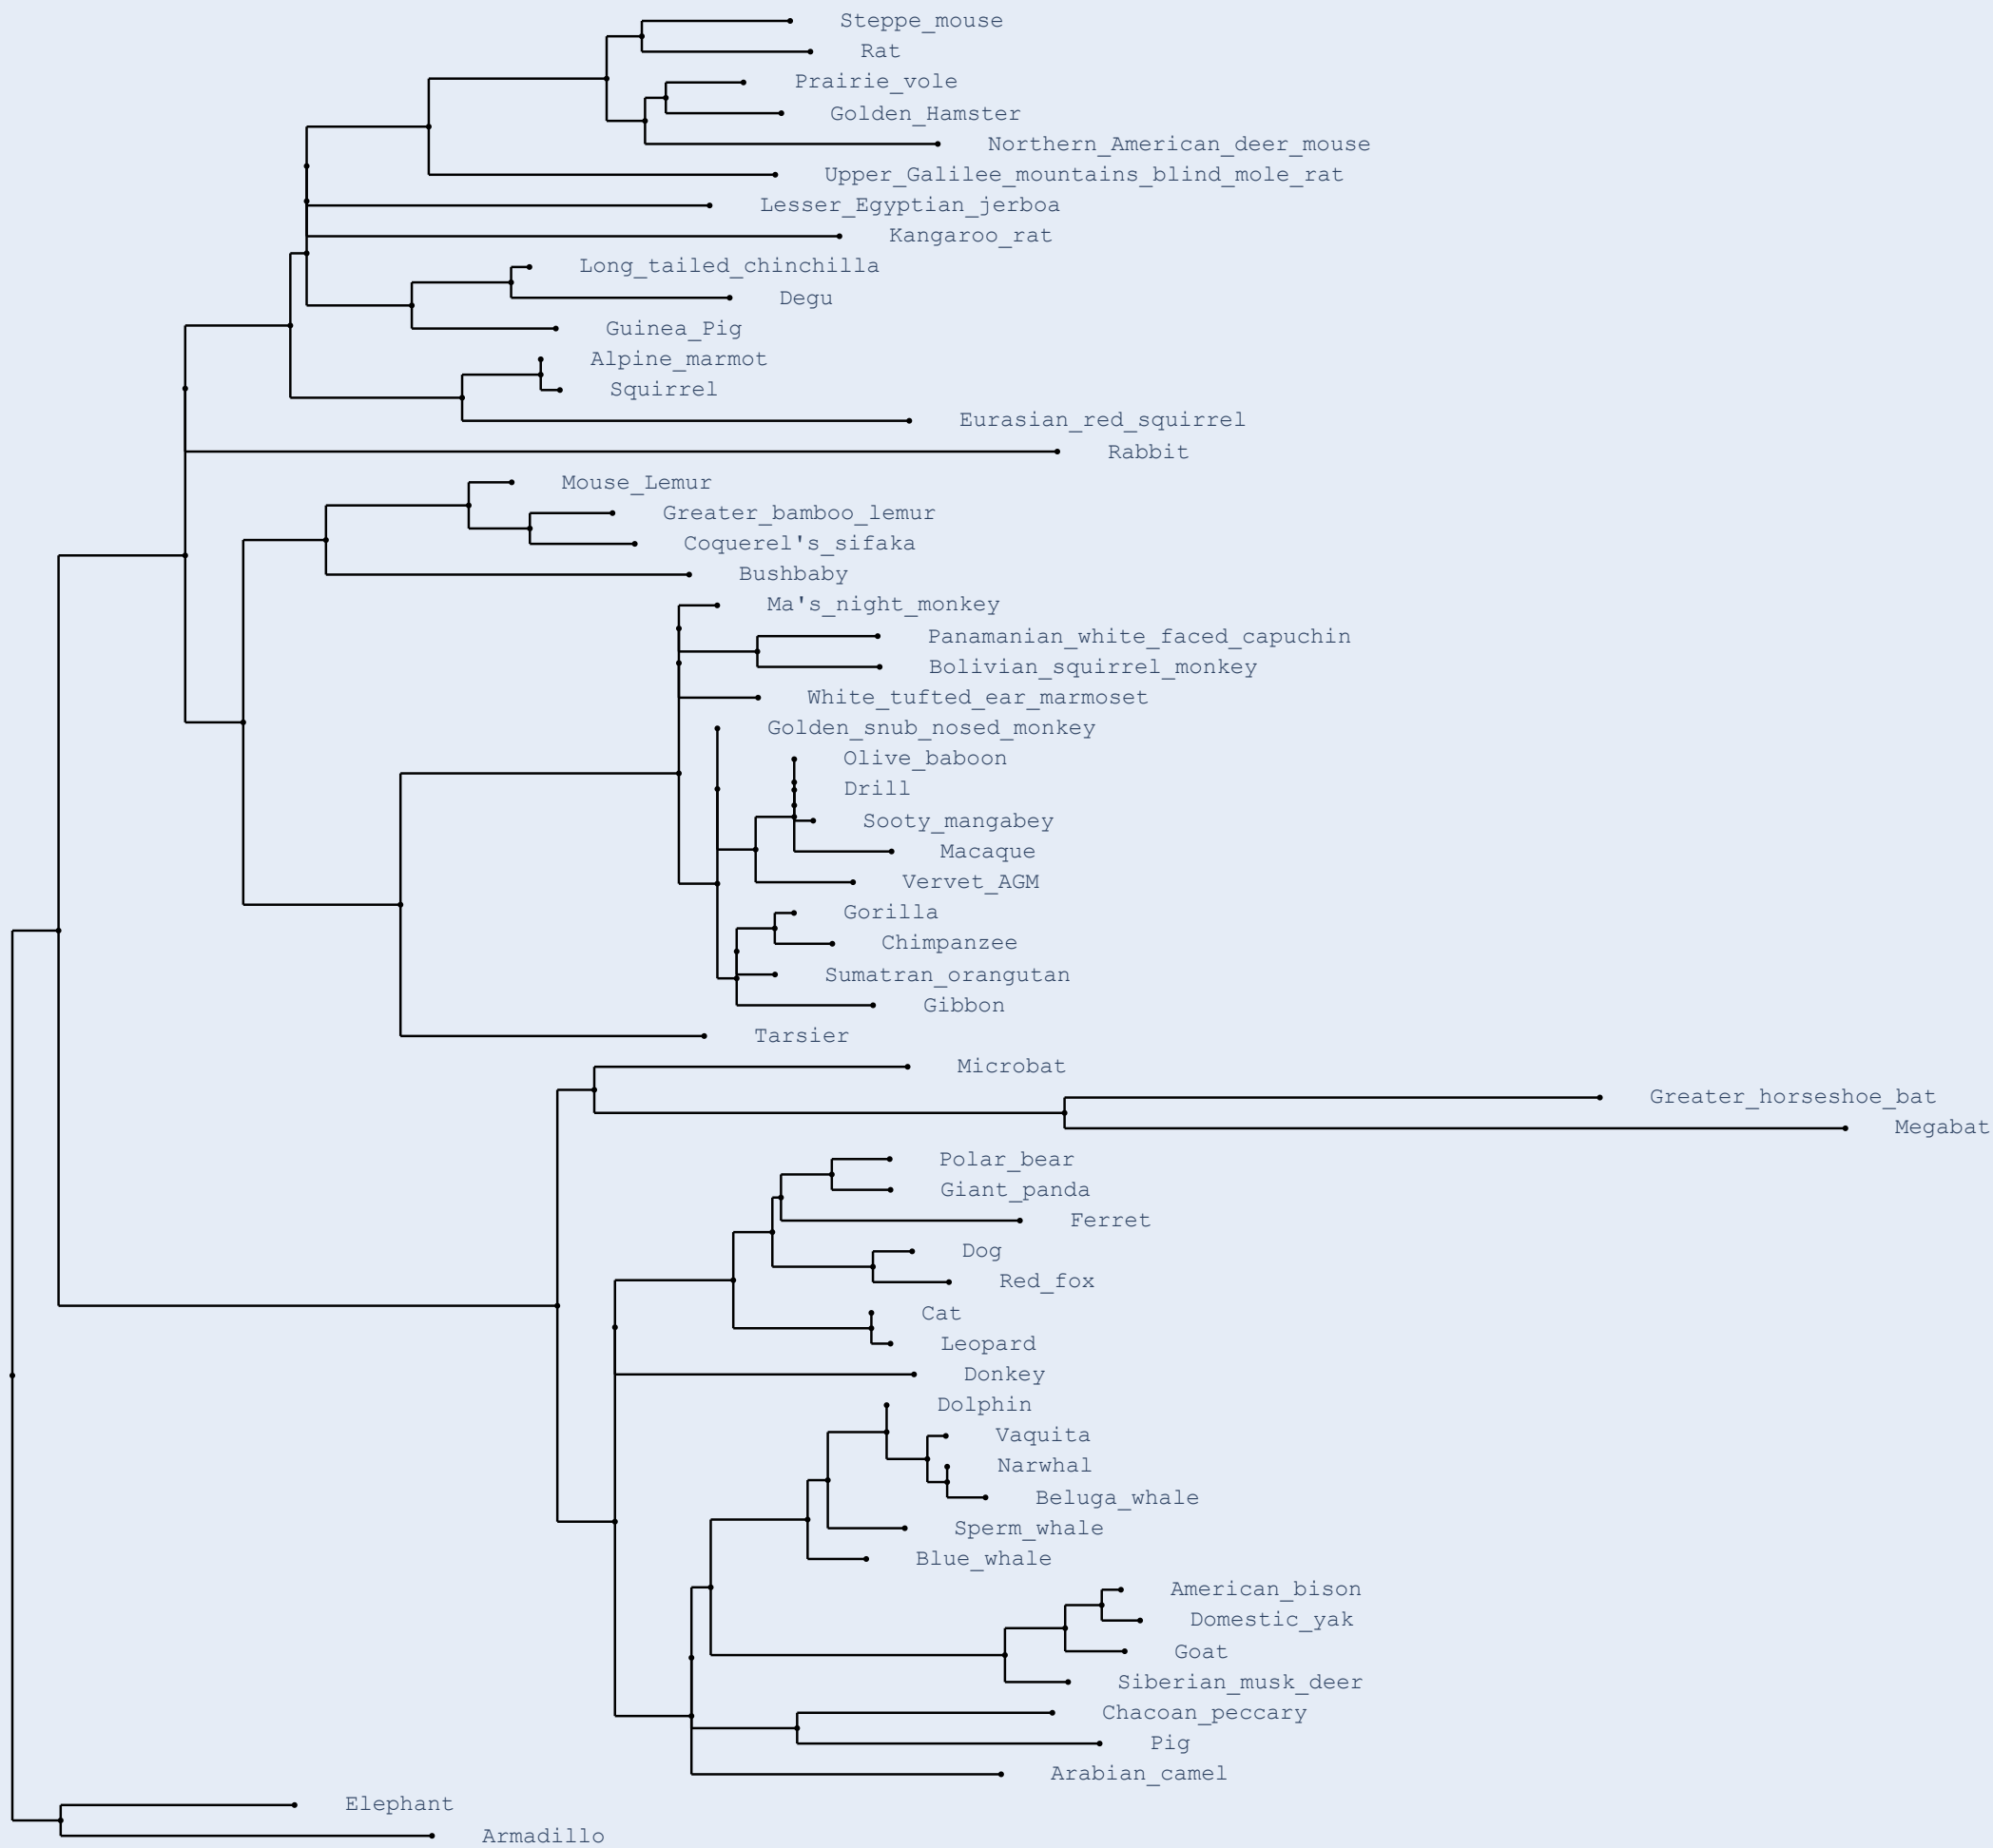 Steppe_mouse
Rat
Prairie_vole
Golden_Hamster
Northern_American_deer_mouse
Upper_Galilee_mountains_blind_mole_rat
Lesser_Egyptian_jerboa
Kangaroo_rat
Long_tailed_chinchilla
Degu
Guinea_Pig
Alpine_marmot
Squirrel
Eurasian_red_squirrel
Rabbit
Mouse_Lemur
Greater_bamboo_lemur
Coquerel's_sifaka
Bushbaby
Ma's_night_monkey
Panamanian_white_faced_capuchin
Bolivian_squirrel_monkey
White_tufted_ear_marmoset
Golden_snub_nosed_monkey
Olive_baboon
Drill
Sooty_mangabey
Macaque
Vervet_AGM
Gorilla
Chimpanzee
Sumatran_orangutan
Gibbon
Tarsier
Microbat
Greater_horseshoe_bat
Megabat
Polar_bear
Giant_panda
Ferret
Dog
Red_fox
Cat
Leopard
Donkey
Dolphin
Vaquita
Narwhal
Beluga_whale
Sperm_whale
Blue_whale
American_bison
Domestic_yak
Goat
Siberian_musk_deer
Chacoan_peccary
Pig
Arabian_camel
Elephant
Armadillo